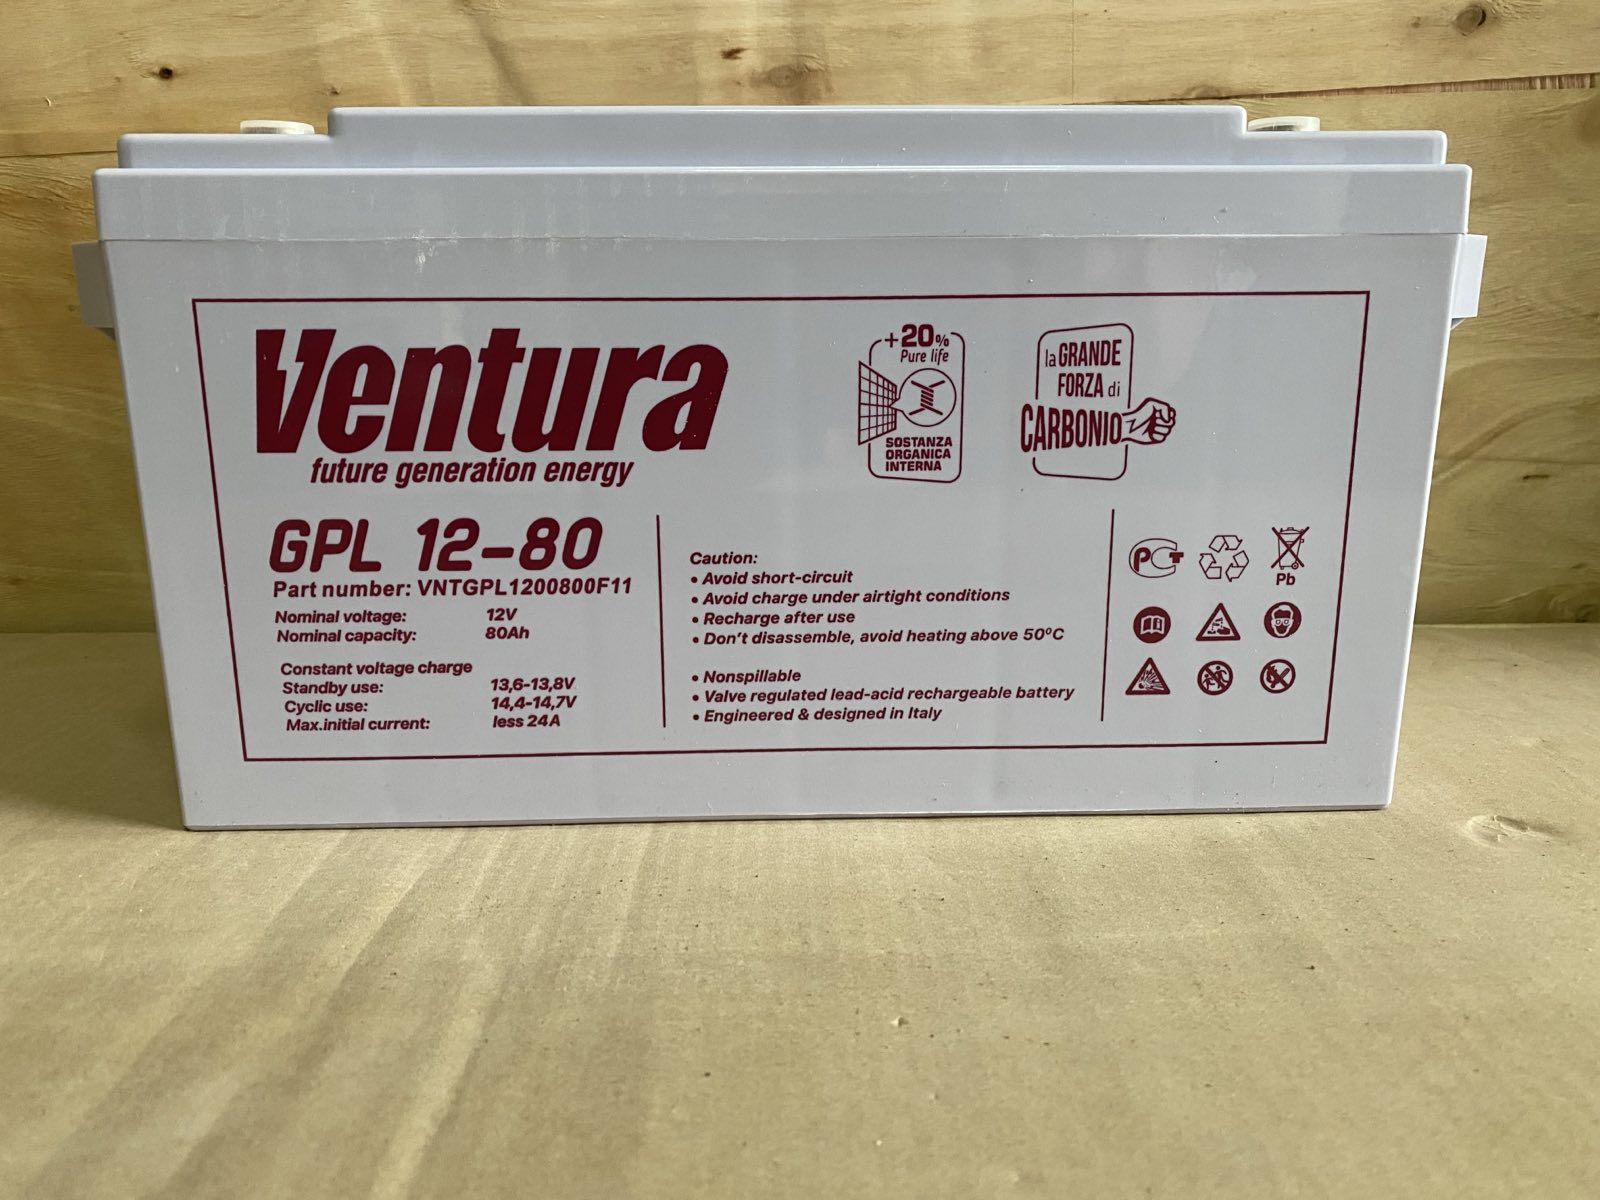 Ventura
future generation energy
+20%
Pure life
SOSTANZA
ORGANICA
INTERNA
la GRANDE
FORZA di
CARBONIO
GPL 12-80
Part number: VNTGPL1200800F11
Nominal voltage: 12V
Nominal capacity: 80Ah
Constant voltage charge
Standby use: 13,6-13,8V
Cyclic use: 14,4-14,7V
Max.initial current: less 24A
Caution:
• Avoid short-circuit
• Avoid charge under airtight conditions
• Recharge after use
• Don't disassemble, avoid heating above 50ºC
• Nonspillable
• Valve regulated lead-acid rechargeable battery
• Engineered & designed in Italy
РСТ
Pb